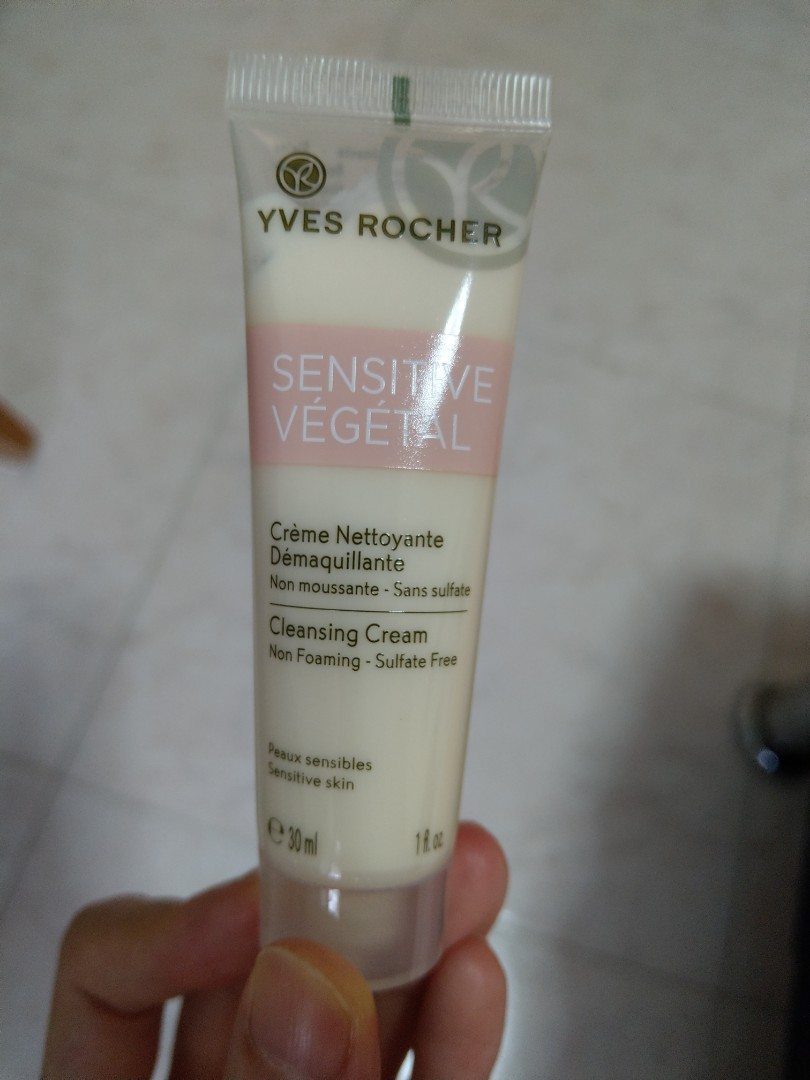 YVES ROCHER
SENSITIVE
VÉGÉTAL
Crème Nettoyante
Démaquillante
Non moussante - Sans sulfate
Cleansing Cream
Non Foaming - Sulfate Free
Peaux sensibles
Sensitive skin
℮ 30 ml 1 fl. oz.